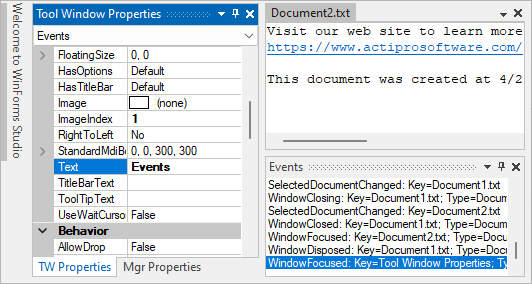 Welcome to WinForms Studio
Tool Window Properties
Events
FloatingSize 0, 0
HasOptions Default
HasTitleBar Default
Image (none)
ImageIndex 1
RightToLeft No
StandardMdiBo 0, 0, 300, 300
Text Events
TitleBarText
ToolTipText
UseWaitCurso False
Behavior
AllowDrop False
TW Properties Mgr Properties
Document2.txt
Visit our web site to learn more
https://www.actiprosoftware.com/
This document was created at 4/2
Events
SelectedDocumentChanged: Key=Document1.txt
WindowClosing: Key=Document1.txt; Type=Docum
SelectedDocumentChanged: Key=Document2.txt
WindowClosed: Key=Document1.txt; Type=Docume
WindowFocused: Key=Document2.txt; Type=Docu
WindowDisposed: Key=Document1.txt; Type=Docu
WindowFocused: Key=Tool Window Properties; Ty